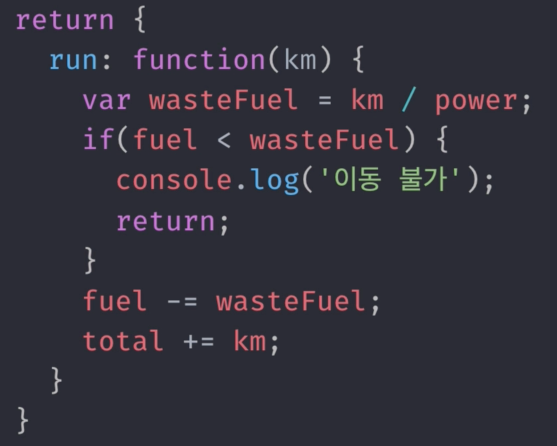 return {
  run: function(km) {
    var wasteFuel = km / power;
    if(fuel < wasteFuel) {
      console.log('이동 불가');
      return;
    }
    fuel -= wasteFuel;
    total += km;
  }
}